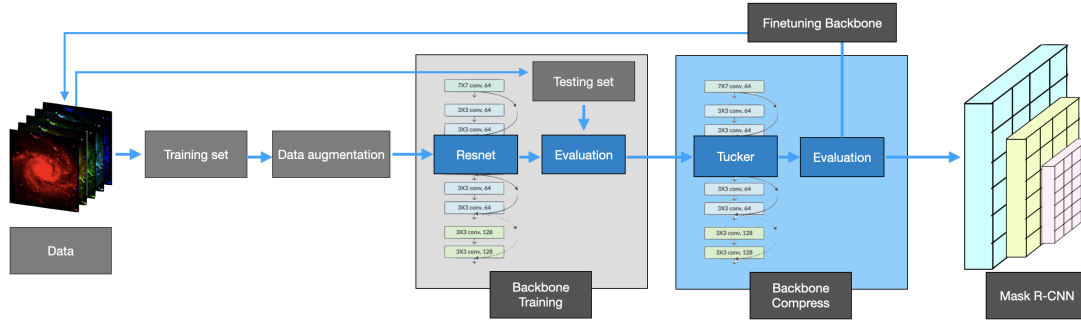 Finetuning Backbone
Testing set
7X7 conv, 64
3X3 conv, 64
3X3 conv, 64
7X7 conv, 64
3X3 conv, 64
3X3 conv, 64
Training set
Data augmentation
Resnet
Evaluation
Tucker
Evaluation
3X3 conv, 64
3X3 conv, 64
3X3 conv, 128
3X3 conv, 128
3X3 conv, 64
3X3 conv, 64
3X3 conv, 128
3X3 conv, 128
Data
Backbone
Training
Backbone
Compress
Mask R-CNN